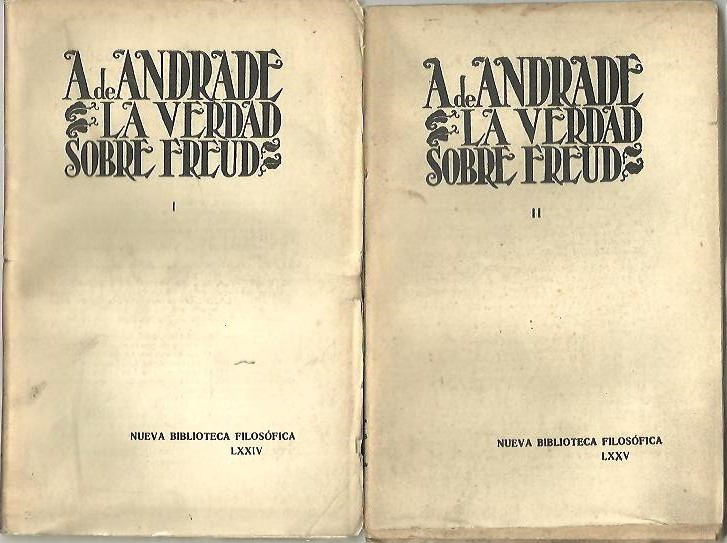 A de ANDRADE
LA VERDAD
SOBRE FREUD
I
NUEVA BIBLIOTECA FILOSÓFICA
LXXIV
A de ANDRADE
LA VERDAD
SOBRE FREUD
II
NUEVA BIBLIOTECA FILOSÓFICA
LXXV